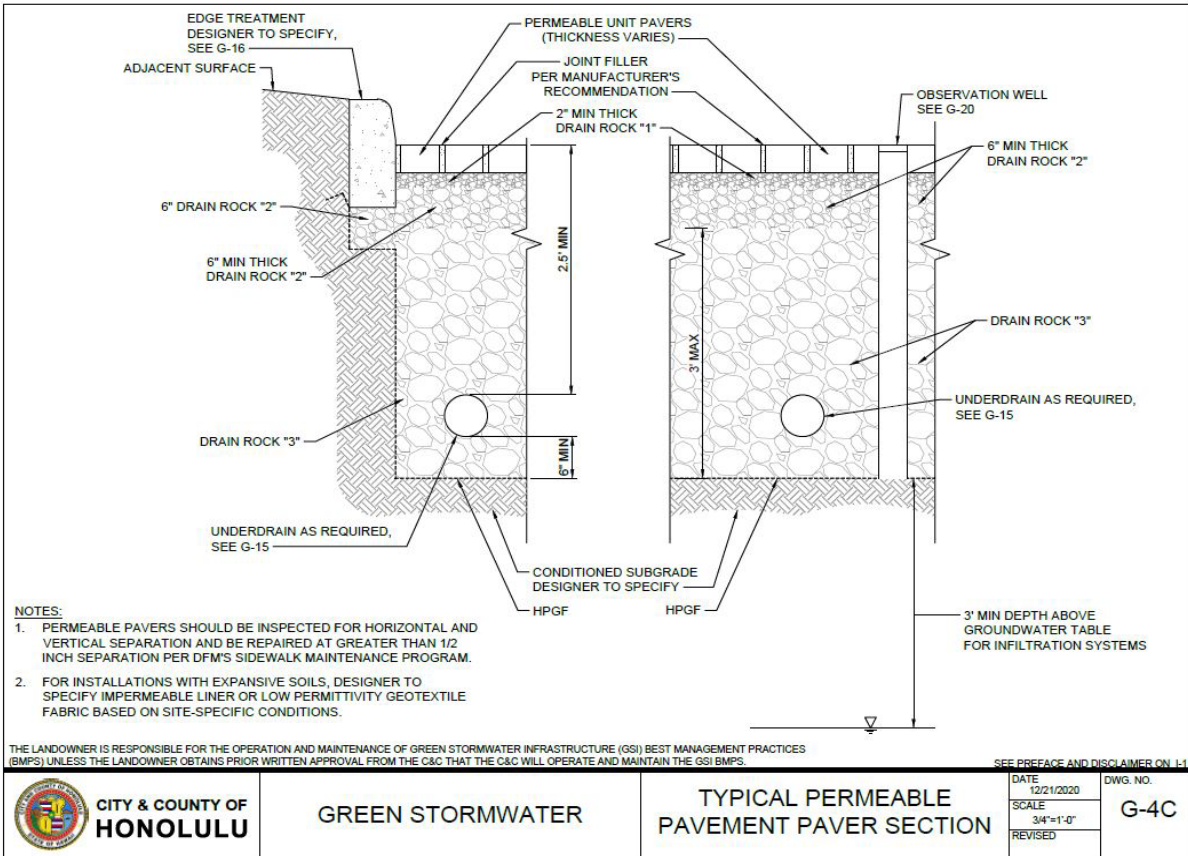 EDGE TREATMENT
DESIGNER TO SPECIFY,
SEE G-16
ADJACENT SURFACE
PERMEABLE UNIT PAVERS
(THICKNESS VARIES)
JOINT FILLER
PER MANUFACTURER'S
RECOMMENDATION
2" MIN THICK
DRAIN ROCK "1"
OBSERVATION WELL
SEE G-20
6" MIN THICK
DRAIN ROCK "2"
6" DRAIN ROCK "2"
6" MIN THICK
DRAIN ROCK "2"
2.5' MIN
3' MAX
DRAIN ROCK "3"
UNDERDRAIN AS REQUIRED,
SEE G-15
DRAIN ROCK "3"
6" MIN
UNDERDRAIN AS REQUIRED,
SEE G-15
CONDITIONED SUBGRADE
DESIGNER TO SPECIFY
HPGF
HPGF
3' MIN DEPTH ABOVE
GROUNDWATER TABLE
FOR INFILTRATION SYSTEMS
NOTES:
1. PERMEABLE PAVERS SHOULD BE INSPECTED FOR HORIZONTAL AND
VERTICAL SEPARATION AND BE REPAIRED AT GREATER THAN 1/2
INCH SEPARATION PER DFM'S SIDEWALK MAINTENANCE PROGRAM.
2. FOR INSTALLATIONS WITH EXPANSIVE SOILS, DESIGNER TO
SPECIFY IMPERMEABLE LINER OR LOW PERMITTIVITY GEOTEXTILE
FABRIC BASED ON SITE-SPECIFIC CONDITIONS.
THE LANDOWNER IS RESPONSIBLE FOR THE OPERATION AND MAINTENANCE OF GREEN STORMWATER INFRASTRUCTURE (GSI) BEST MANAGEMENT PRACTICES
(BMPS) UNLESS THE LANDOWNER OBTAINS PRIOR WRITTEN APPROVAL FROM THE C&C THAT THE C&C WILL OPERATE AND MAINTAIN THE GSI BMPS.
SEE PREFACE AND DISCLAIMER ON I-1
CITY & COUNTY OF
HONOLULU
GREEN STORMWATER
TYPICAL PERMEABLE
PAVEMENT PAVER SECTION
DATE
12/21/2020
SCALE
3/4"=1'-0"
REVISED
DWG. NO.
G-4C